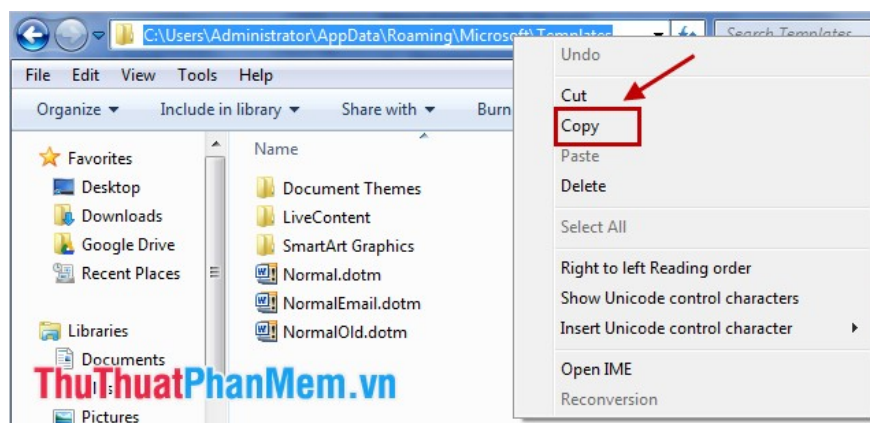 C:\Users\Administrator\AppData\Roaming\Microsoft\Templates
Search Templates
File Edit View Tools Help
Organize Include in library Share with Burn
Favorites
Desktop
Downloads
Google Drive
Recent Places
Libraries
Documents
Pictures
Name
Document Themes
LiveContent
SmartArt Graphics
Normal.dotm
NormalEmail.dotm
NormalOld.dotm
Undo
Cut
Copy
Paste
Delete
Select All
Right to left Reading order
Show Unicode control characters
Insert Unicode control character
Open IME
Reconversion
ThuThuatPhanMem.vn